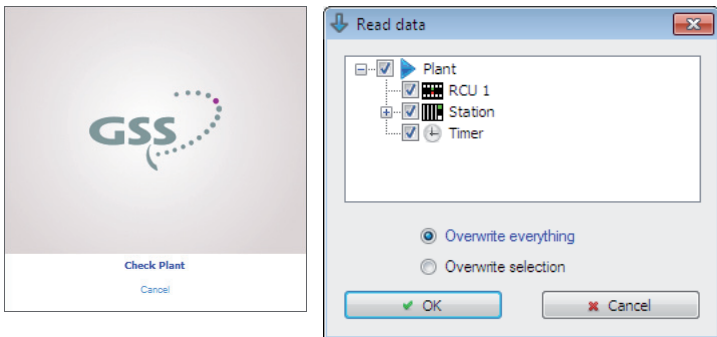 GSS
Check Plant
Cancel
Read data
Plant
RCU 1
Station
Timer
Overwrite everything
Overwrite selection
OK
Cancel